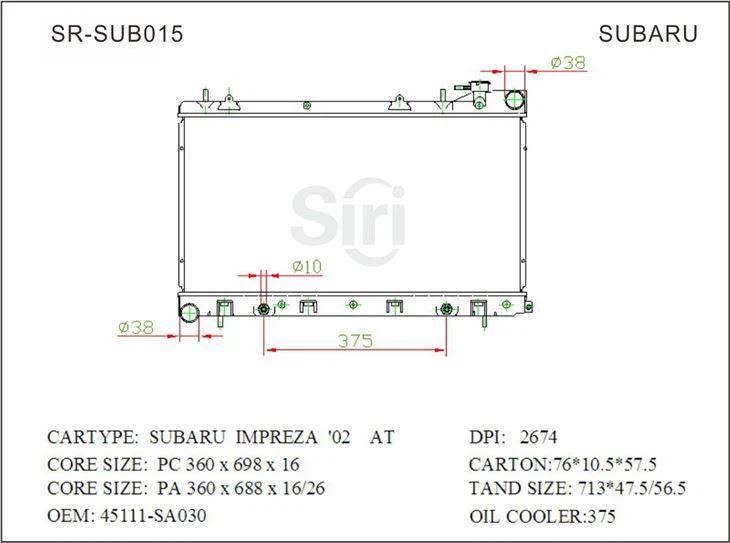 SR-SUB015 SUBARU
Ø38
Siri
Ø10
Ø38
375
CARTYPE: SUBARU IMPREZA '02 AT DPI: 2674
CORE SIZE: PC 360 x 698 x 16 CARTON:76*10.5*57.5
CORE SIZE: PA 360 x 688 x 16/26 TAND SIZE: 713*47.5/56.5
OEM: 45111-SA030 OIL COOLER:375